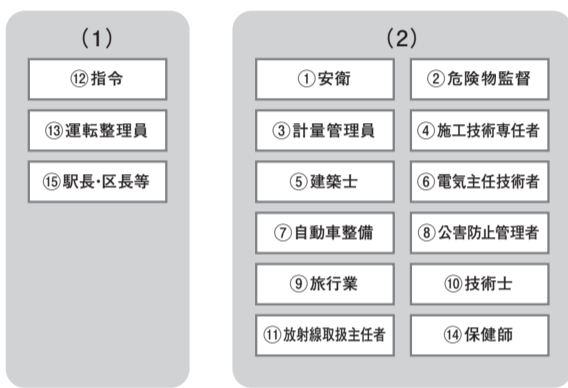 (1)
⑫指令
⑬運転整理員
⑮駅長・区長等
(2)
①安衛
②危険物監督
③計量管理員
④施工技術専任者
⑤建築士
⑥電気主任技術者
⑦自動車整備
⑧公害防止管理者
⑨旅行業
⑩技術士
⑪放射線取扱主任者
⑭保健師